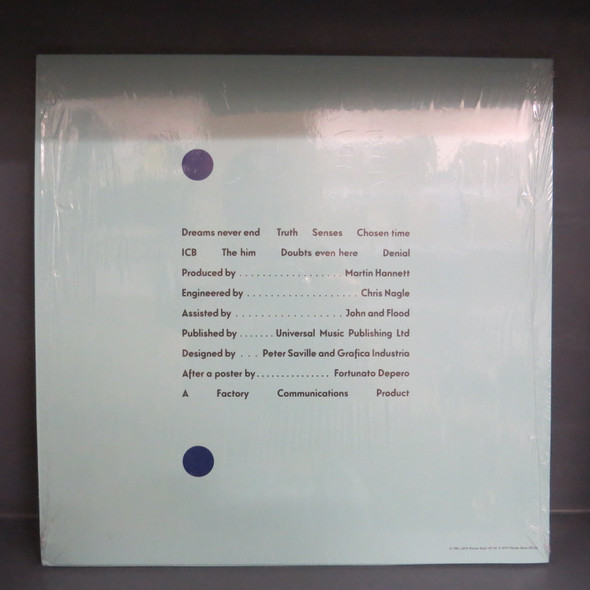 Dreams never end Truth Senses Chosen time
ICB The him Doubts even here Denial
Produced by . . . . . . . . . . . . . . . . . Martin Hannett
Engineered by . . . . . . . . . . . . . . . . . . Chris Nagle
Assisted by . . . . . . . . . . . . . . . . . John and Flood
Published by . . . . . . . Universal Music Publishing Ltd
Designed by . . . Peter Saville and Grafica Industria
After a poster by . . . . . . . . . . . . . . . Fortunato Depero
A Factory Communications Product